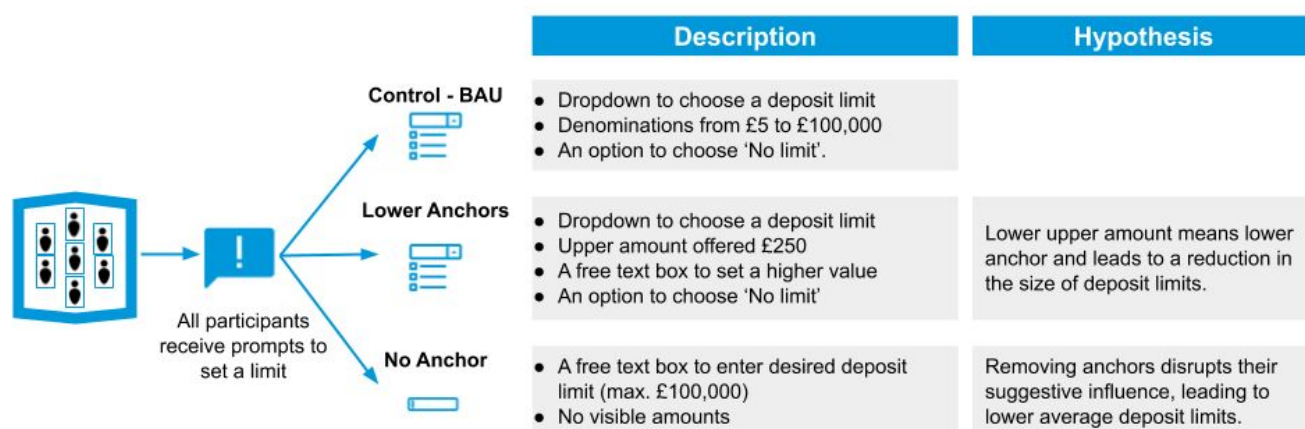 Description
Hypothesis
Control - BAU
● Dropdown to choose a deposit limit
● Denominations from £5 to £100,000
● An option to choose ‘No limit’.
Lower Anchors
● Dropdown to choose a deposit limit
● Upper amount offered £250
● A free text box to set a higher value
● An option to choose ‘No limit’
Lower upper amount means lower
anchor and leads to a reduction in
the size of deposit limits.
!
All participants
receive prompts to
set a limit
No Anchor
● A free text box to enter desired deposit
limit (max. £100,000)
● No visible amounts
Removing anchors disrupts their
suggestive influence, leading to
lower average deposit limits.